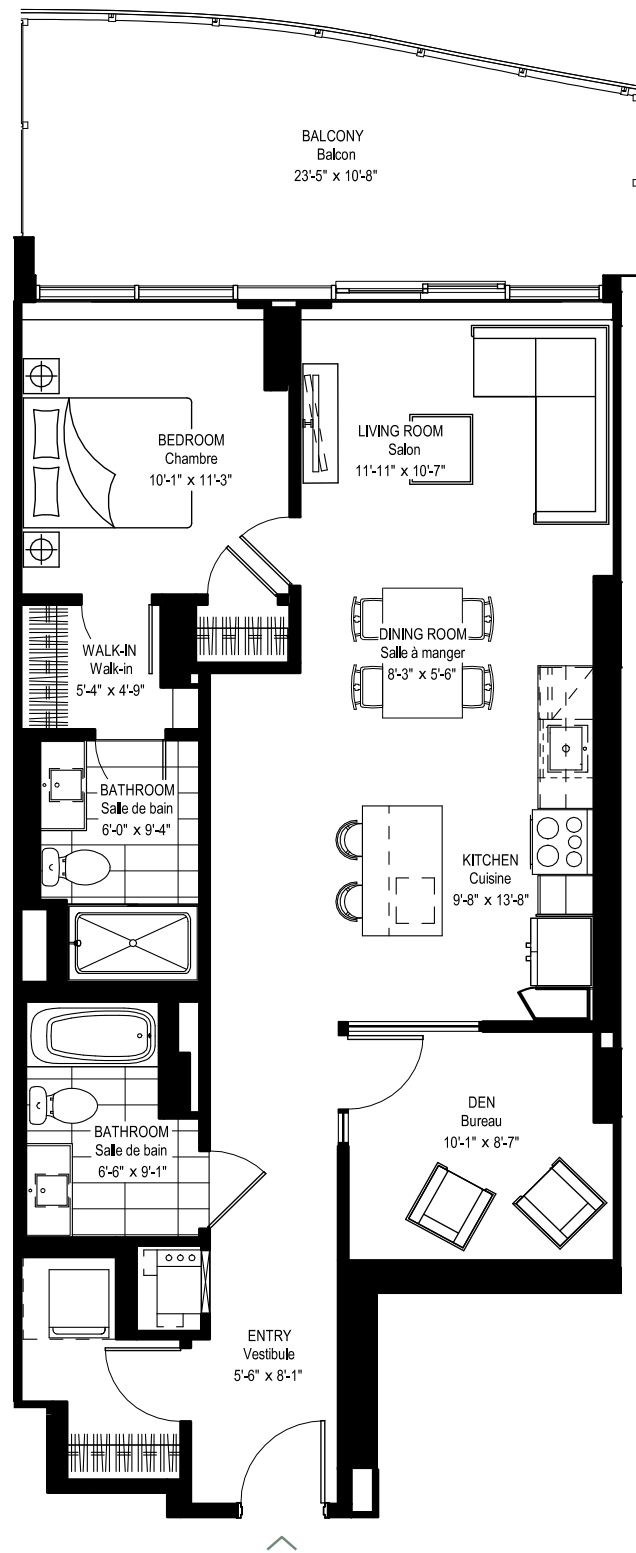 BALCONY
Balcon
23'-5" x 10'-8"
BEDROOM
Chambre
10'-1" x 11'-3"
LIVING ROOM
Salon
11'-11" x 10'-7"
DINING ROOM
Salle à manger
8'-3" x 5'-6"
WALK-IN
Walk-in
5'-4" x 4'-9"
BATHROOM
Salle de bain
6'-0" x 9'-4"
KITCHEN
Cuisine
9'-8" x 13'-8"
DEN
Bureau
10'-1" x 8'-7"
BATHROOM
Salle de bain
6'-6" x 9'-1"
ENTRY
Vestibule
5'-6" x 8'-1"